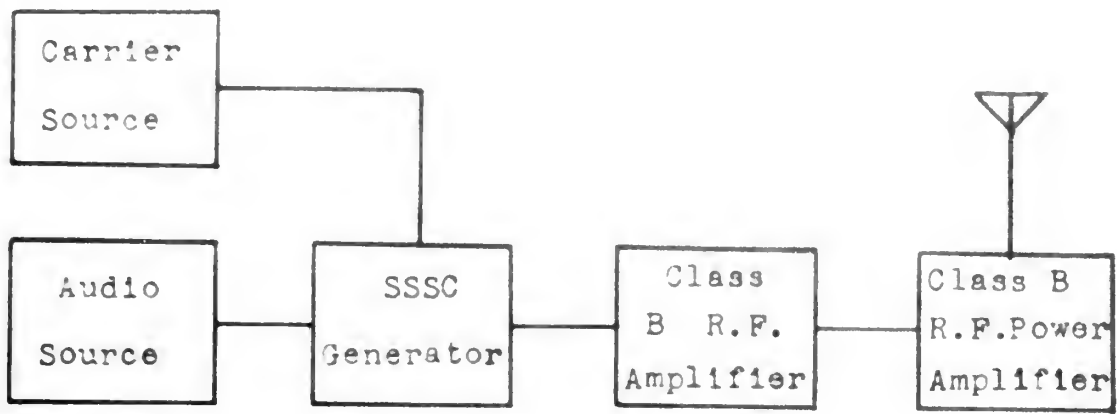 Carrier
Source
Audio
Source
SSSC
Generator
Class
B R.F.
Amplifier
Class B
R.F.Power
Amplifier